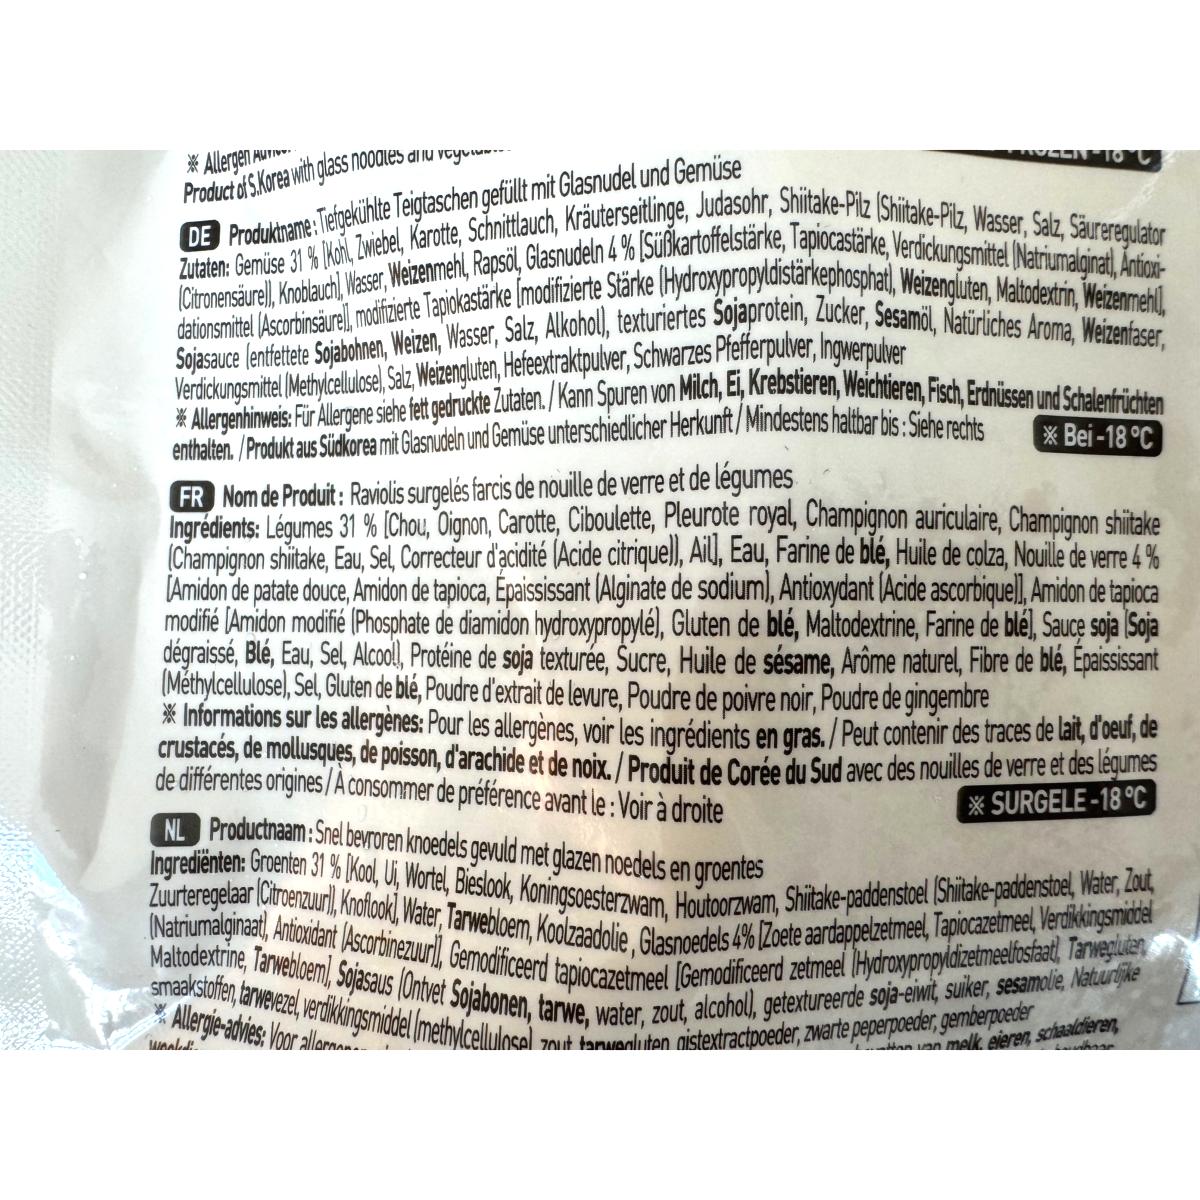 ※ Allergen
FROZEN -18 °C
Product of S.Korea with glass noodles and vegetables
DE Produktname : Tiefgekühlte Teigtaschen gefüllt mit Glasnudel und Gemüse
Zutaten: Gemüse 31 % [Kohl, Zwiebel, Karotte, Schnittlauch, Kräuterseitlinge, Judasohr, Shiitake-Pilz (Shiitake-Pilz, Wasser, Salz, Säureregulator
(Citronensäure)), Knoblauch], Wasser, Weizenmehl, Rapsöl, Glasnudeln 4 % [Süßkartoffelstärke, Tapiocastärke, Verdickungsmittel (Natriumalginat), Antioxi-
dationsmittel (Ascorbinsäure)], modifizierte Tapiokastärke [modifizierte Stärke (Hydroxypropyldistärkephosphat), Weizengluten, Maltodextrin, Weizenmehl],
Sojasauce (entfettete Sojabohnen, Weizen, Wasser, Salz, Alkohol), texturiertes Sojaprotein, Zucker, Sesamöl, Natürliches Aroma, Weizenfaser,
Verdickungsmittel (Methylcellulose), Salz, Weizengluten, Hefeextraktpulver, Schwarzes Pfefferpulver, Ingwerpulver
※ Allergenhinweis: Für Allergene siehe fett gedruckte Zutaten. / Kann Spuren von Milch, Ei, Krebstieren, Weichtieren, Fisch, Erdnüssen und Schalenfrüchten
enthalten. / Produkt aus Südkorea mit Glasnudeln und Gemüse unterschiedlicher Herkunft / Mindestens haltbar bis : Siehe rechts
※ Bei -18 °C
FR Nom de Produit : Raviolis surgelés farcis de nouille de verre et de légumes
Ingrédients: Légumes 31 % [Chou, Oignon, Carotte, Ciboulette, Pleurote royal, Champignon auriculaire, Champignon shiitake
(Champignon shiitake, Eau, Sel, Correcteur d'acidité (Acide citrique)), Ail], Eau, Farine de blé, Huile de colza, Nouille de verre 4 %
[Amidon de patate douce, Amidon de tapioca, Épaississant (Alginate de sodium), Antioxydant (Acide ascorbique)], Amidon de tapioca
modifié [Amidon modifié (Phosphate de diamidon hydroxypropylé), Gluten de blé, Maltodextrine, Farine de blé], Sauce soja (Soja
dégraissé, Blé, Eau, Sel, Alcool), Protéine de soja texturée, Sucre, Huile de sésame, Arôme naturel, Fibre de blé, Épaississant
(Méthylcellulose), Sel, Gluten de blé, Poudre d'extrait de levure, Poudre de poivre noir, Poudre de gingembre
※ Informations sur les allergènes: Pour les allergènes, voir les ingrédients en gras. / Peut contenir des traces de lait, d'oeuf, de
crustacés, de mollusques, de poisson, d'arachide et de noix. / Produit de Corée du Sud avec des nouilles de verre et des légumes
de différentes origines / À consommer de préférence avant le : Voir à droite
※ SURGELE -18 °C
NL Productnaam : Snel bevroren knoedels gevuld met glazen noedels en groentes
Ingrediënten: Groenten 31 % [Kool, Ui, Wortel, Bieslook, Koningsoesterzwam, Houtoorzwam, Shiitake-paddenstoel (Shiitake-paddenstoel, Water, Zout,
Zuurteregelaar (Citroenzuur)), Knoflook], Water, Tarwebloem, Koolzaadolie , Glasnoedels 4% [Zoete aardappelzetmeel, Tapiocazetmeel, Verdikkingsmiddel
(Natriumalginaat), Antioxidant (Ascorbinezuur)], Gemodificeerd tapiocazetmeel [Gemodificeerd zetmeel (Hydroxypropyldizetmeelfosfaat), Tarwegluten,
Maltodextrine, Tarwebloem], Sojasaus (Ontvet Sojabonen, tarwe, water, zout, alcohol), getextureerde soja-eiwit, suiker, sesamolie, Natuurlijke
smaakstoffen, tarwevezel, verdikkingsmiddel (methylcellulose), zout, tarwegluten, gistextractpoeder, zwarte peperpoeder, gemberpoeder
※ Allergie-advies: Voor van melk, eieren, schaaldieren,